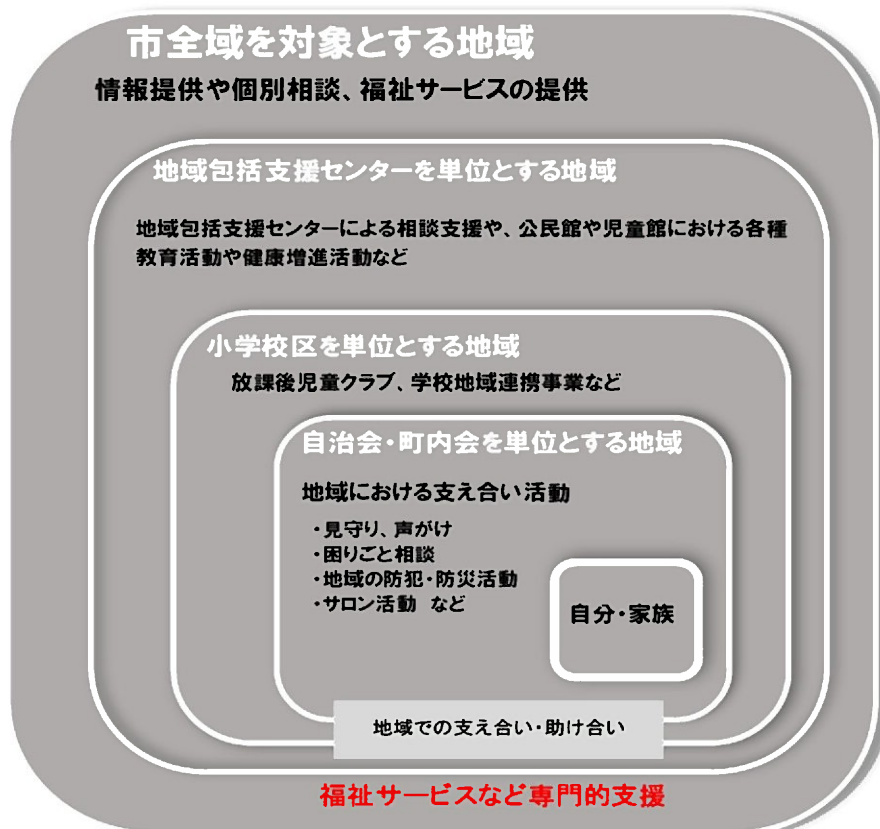 市全域を対象とする地域
情報提供や個別相談、福祉サービスの提供
地域包括支援センターを単位とする地域
地域包括支援センターによる相談支援や、公民館や児童館における各種
教育活動や健康増進活動など
小学校区を単位とする地域
放課後児童クラブ、学校地域連携事業など
自治会・町内会を単位とする地域
地域における支え合い活動
・見守り、声がけ
・困りごと相談
・地域の防犯・防災活動
・サロン活動 など
自分・家族
地域での支え合い・助け合い
福祉サービスなど専門的支援